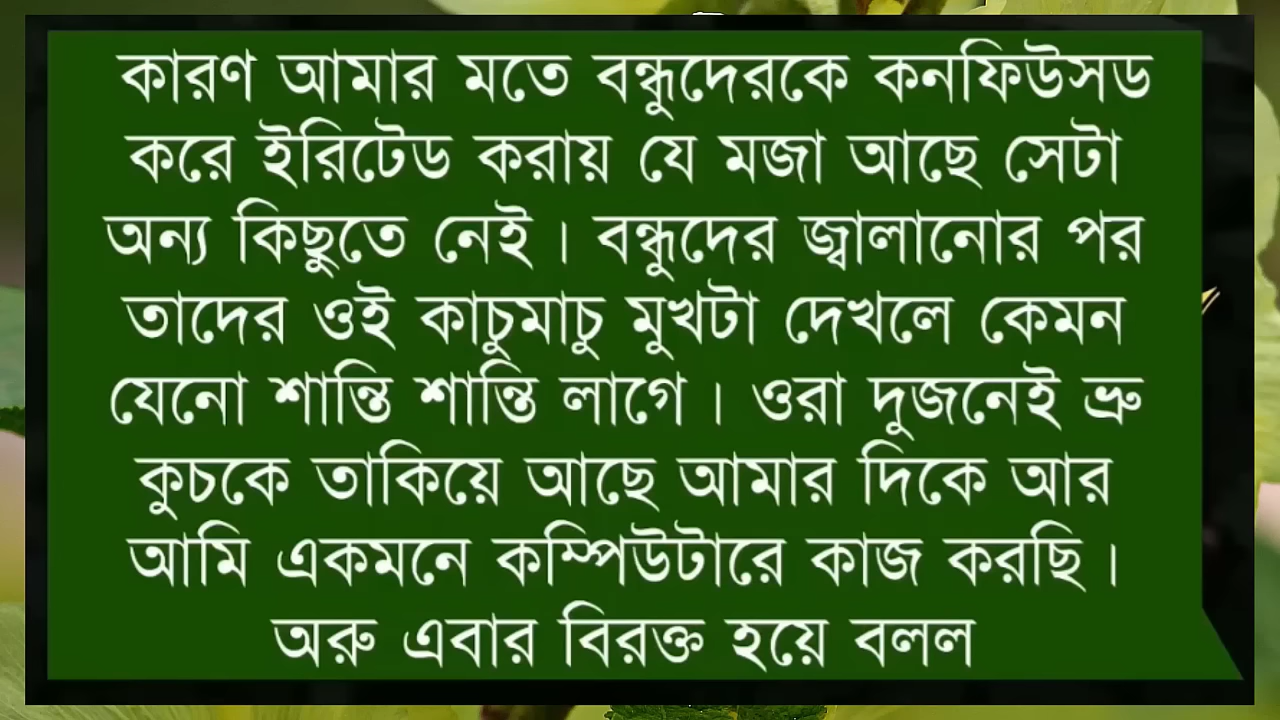 কারণ আমার মতে বন্ধুদেরকে কনফিউসড
করে ইরিটেড করায় যে মজা আছে সেটা
অন্য কিছুতে নেই। বন্ধুদের জ্বালানোর পর
তাদের ওই কাচুমাচু মুখটা দেখলে কেমন
যেনো শান্তি শান্তি লাগে। ওরা দুজনেই ভ্রু
কুচকে তাকিয়ে আছে আমার দিকে আর
আমি একমনে কম্পিউটারে কাজ করছি।
অরু এবার বিরক্ত হয়ে বলল